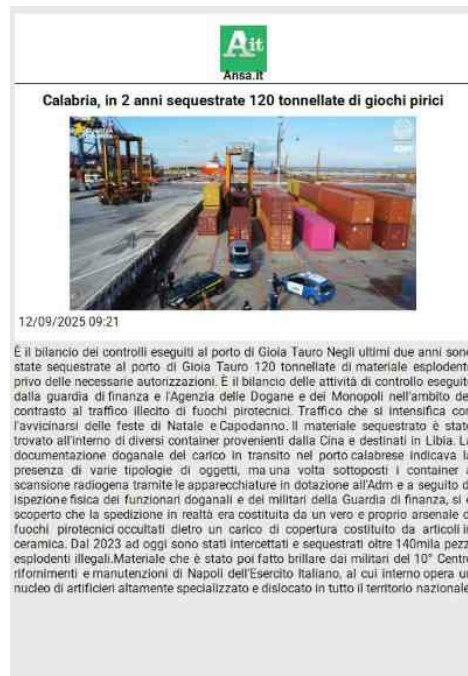 Ait
Ansa.it
Calabria, in 2 anni sequestrate 120 tonnellate di giochi pirici
12/09/2025 09:21
È il bilancio dei controlli eseguiti al porto di Gioia Tauro Negli ultimi due anni sono
state sequestrate al porto di Gioia Tauro 120 tonnellate di materiale esplodent
privo delle necessarie autorizzazioni. È il bilancio delle attività di controllo eseguit
dalla guardia di finanza e l'Agenzia delle Dogane e dei Monopoli nell'ambito de
contrasto al traffico illecito di fuochi pirotecnici. Traffico che si intensifica con
l'avvicinarsi delle feste di Natale e Capodanno. Il materiale sequestrato è stato
trovato all'interno di diversi container provenienti dalla Cina e destinati in Libia. La
documentazione doganale del carico in transito nel porto calabrese indicava la
presenza di varie tipologie di oggetti, ma una volta sottoposti i container a
scansione radiogena tramite le apparecchiature in dotazione all'Adm e a seguito d
ispezione fisica dei funzionari doganali e dei militari della Guardia di finanza, si è
scoperto che la spedizione in realtà era costituita da un vero e proprio arsenale d
fuochi pirotecnici occultati dietro un carico di copertura costituito da articoli in
ceramica. Dal 2023 ad oggi sono stati intercettati e sequestrati oltre 140mila pezz
esplodenti illegali.Materiale che è stato poi fatto brillare dai militari del 10° Centro
rifornimenti e manutenzioni di Napoli dell'Esercito Italiano, al cui interno opera un
nucleo di artificieri altamente specializzato e dislocato in tutto il territorio nazionale